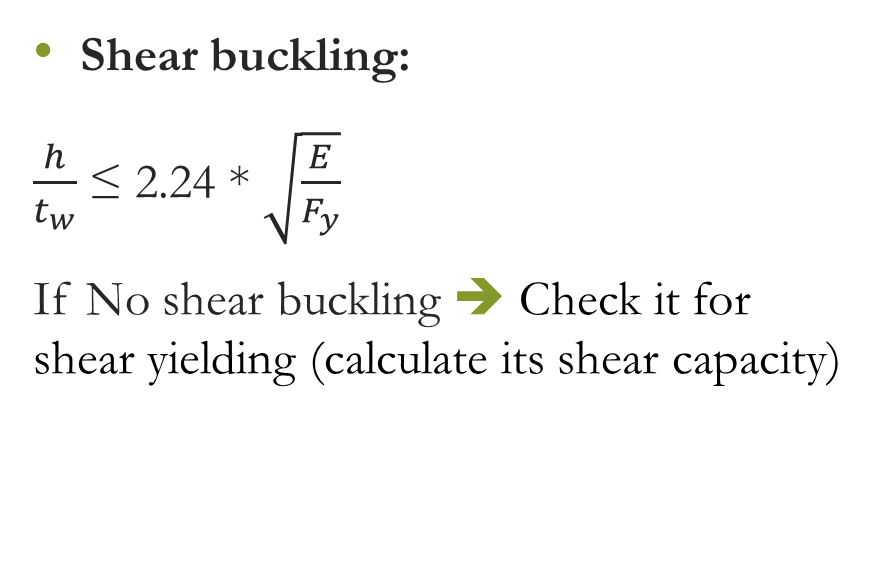 • Shear buckling:
h/t_w ≤ 2.24 * √(E/F_y)
If No shear buckling ➔ Check it for
shear yielding (calculate its shear capacity)